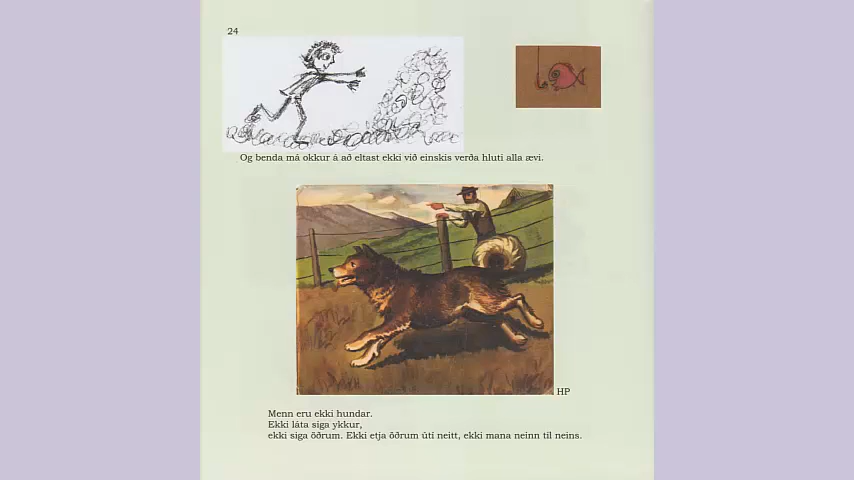 24
Og benda má okkur á að eltast ekki við einskis verða hluti alla ævi.
HP
Menn eru ekki hundar.
Ekki láta siga ykkur,
ekki siga öðrum. Ekki etja öðrum úti neitt, ekki mana neinn til neins.